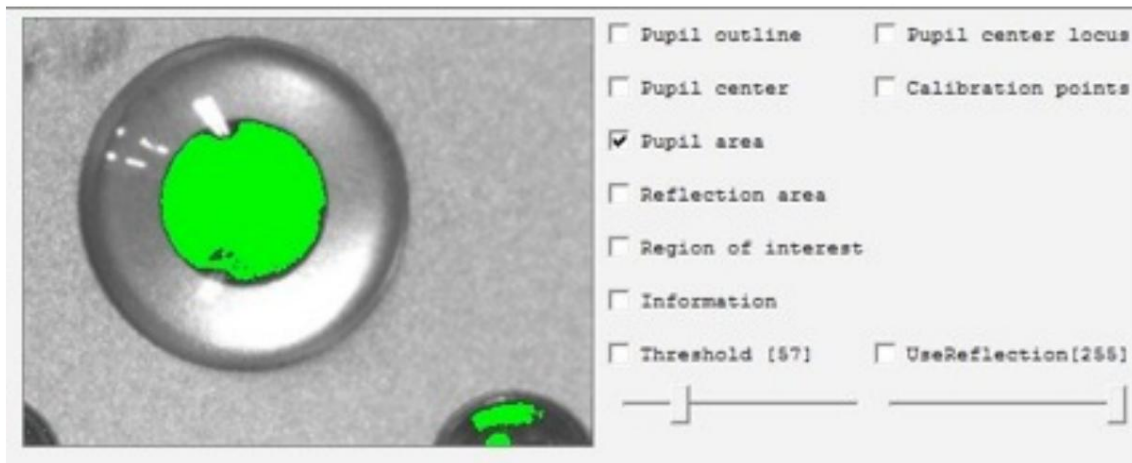 Pupil outline
Pupil center locus
Pupil center
Calibration points
Pupil area
Reflection area
Region of interest
Information
Threshold [57]
UseReflection[255]